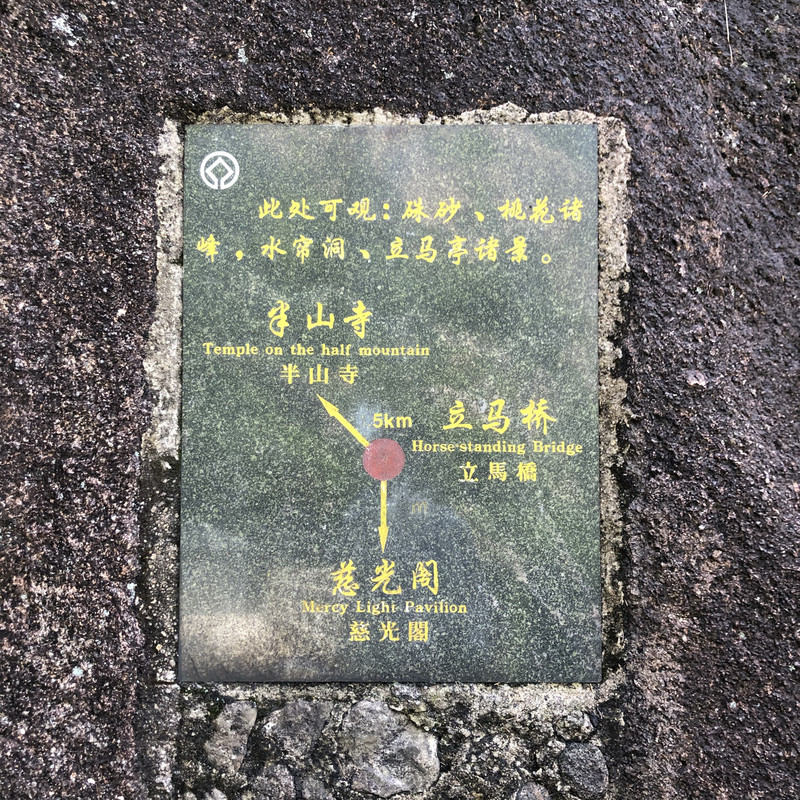 此处可观：硃砂、桃花诸
峰，水帘洞、立马亭诸景。
半山寺
Temple on the half mountain
半山寺
5km
立马桥
Horse-standing Bridge
立馬橋
慈光阁
Mercy Light Pavilion
慈光閣